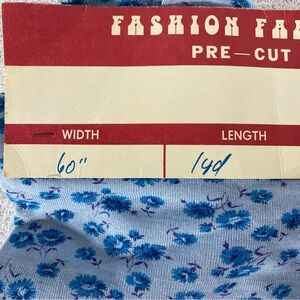 FASHION FA
PRE—CUT
WIDTH LENGTH
60" 1yd